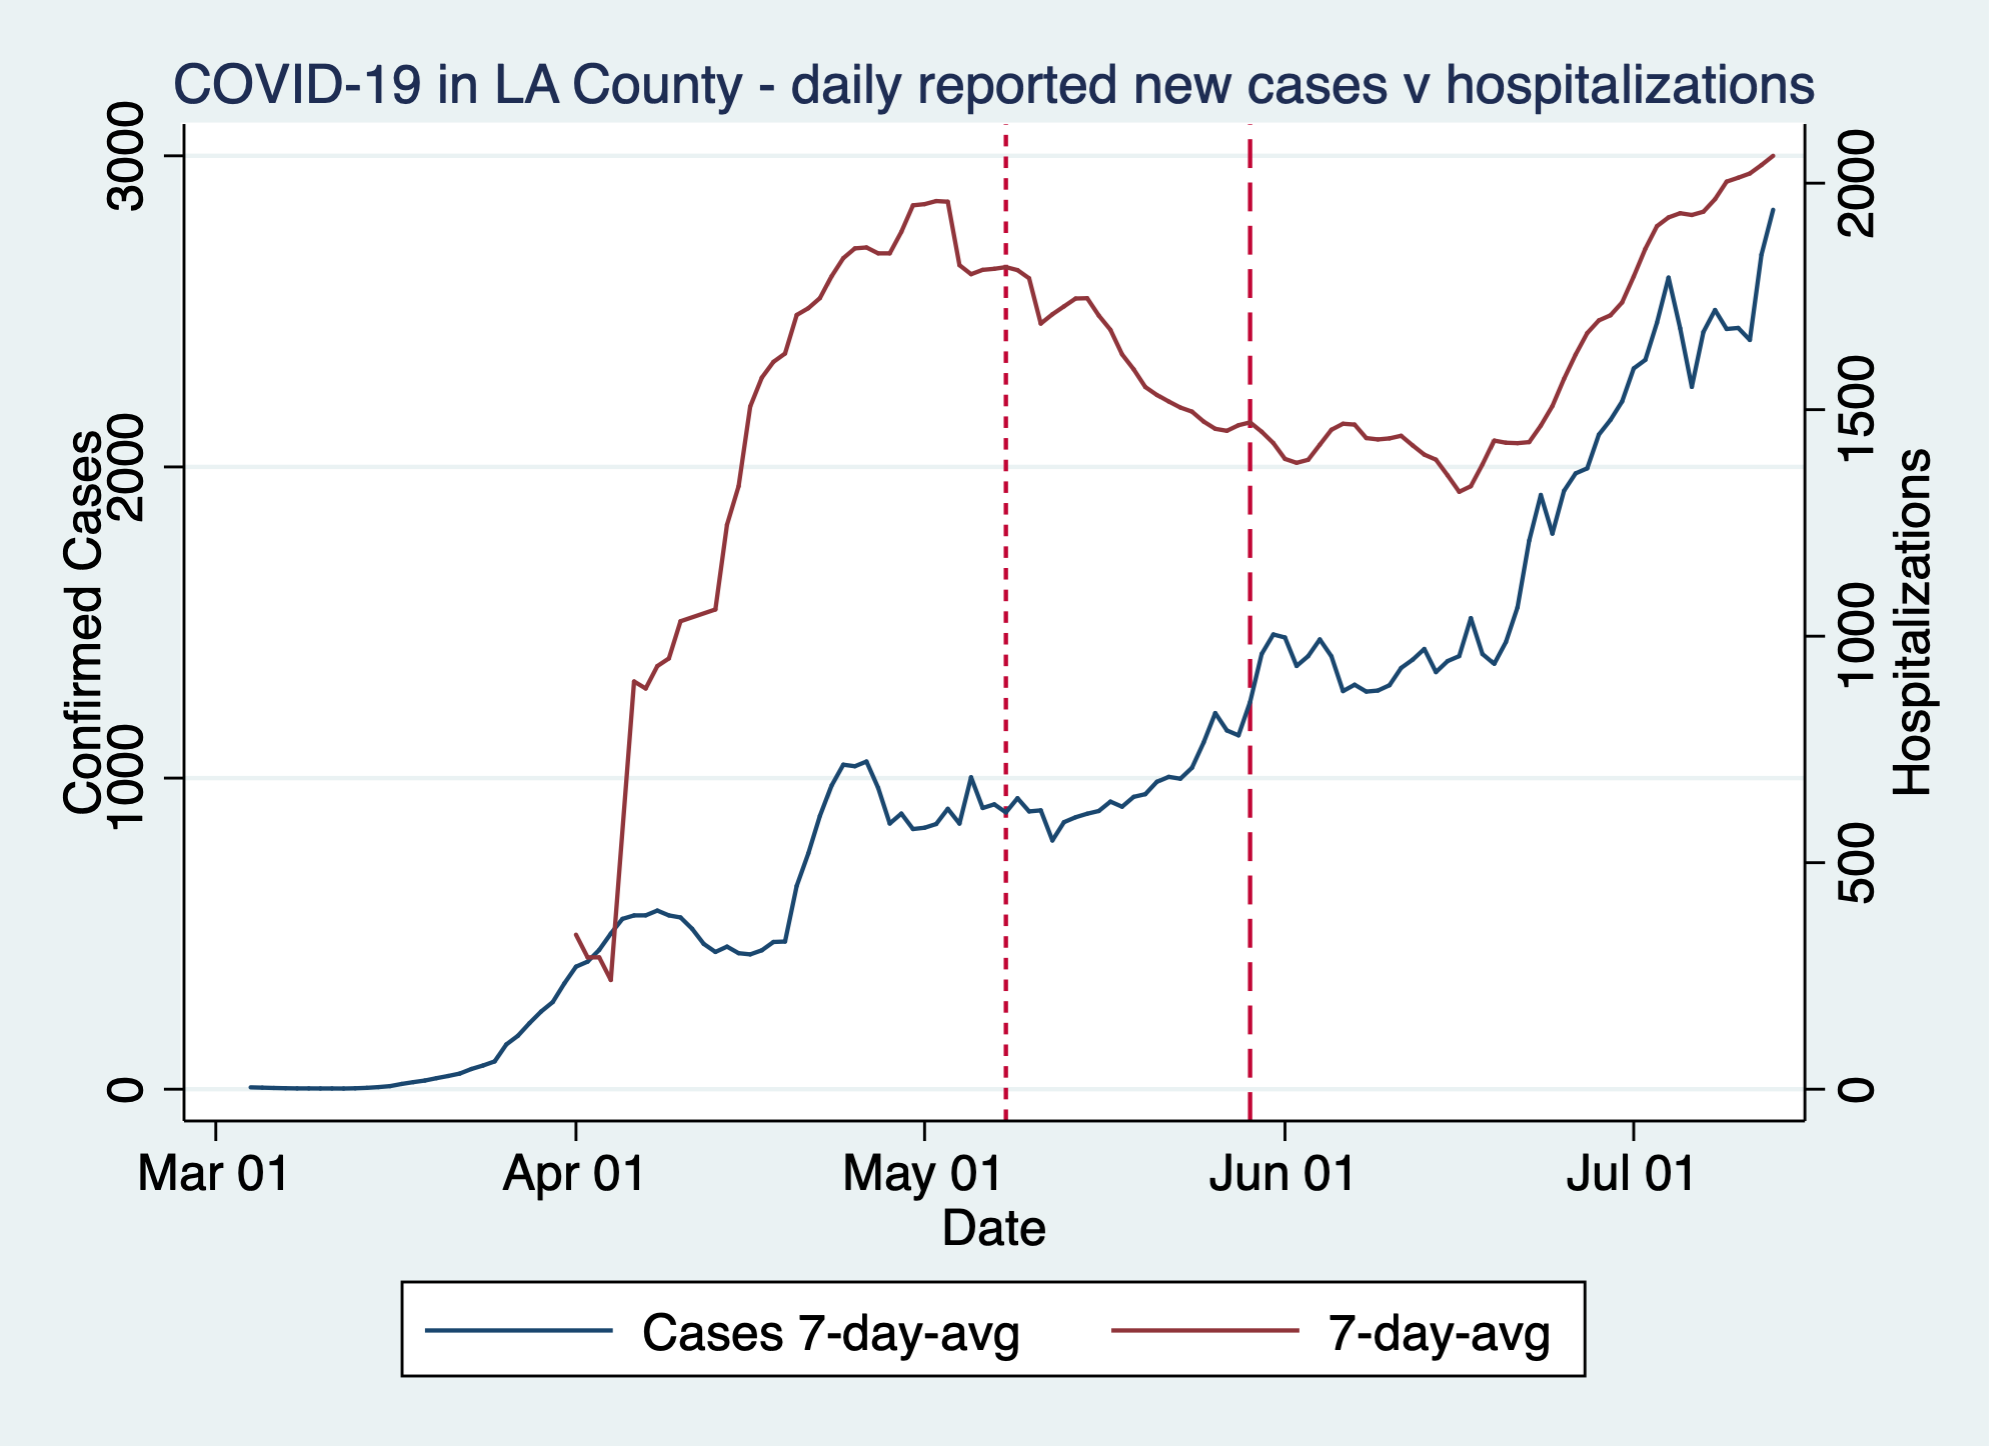 COVID-19 in LA County - daily reported new cases v hospitalizations
Confirmed Cases
3000
2000
1000
0
2000
1500
1000
500
0
Hospitalizations
Mar 01 Apr 01 May 01 Jun 01 Jul 01
Date
Cases 7-day-avg 7-day-avg